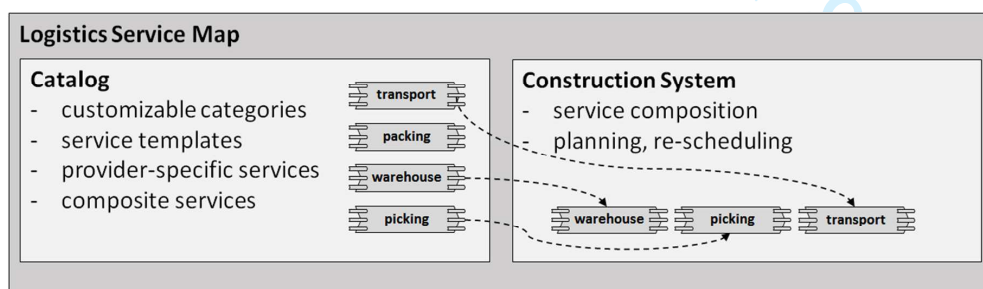 Logistics Service Map
Catalog
- customizable categories
- service templates
- provider-specific services
- composite services
transport
packing
warehouse
picking
Construction System
- service composition
- planning, re-scheduling
warehouse picking transport